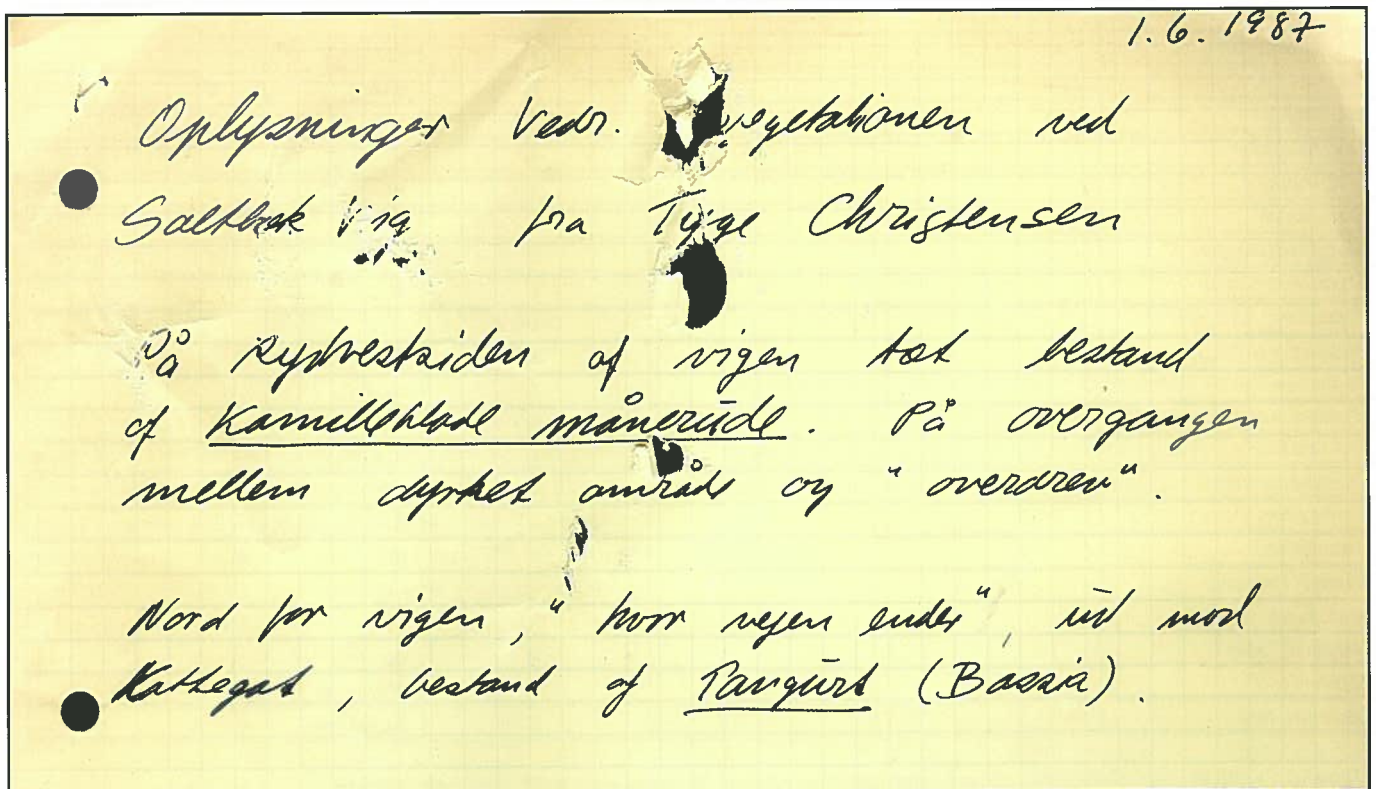 1.6.1987
Oplysninger vedr. vegetationen ved
Saltbæk Vig fra Tyge Christensen
På sydvestsiden af vigen tæt bestand
af Kamilleblade månerude. På overgangen
mellem dyrket område og "overdrev".
Nord for vigen, "hvor vejen ender", ud mod
Kattegat, bestand af Tangurt (Bassia).